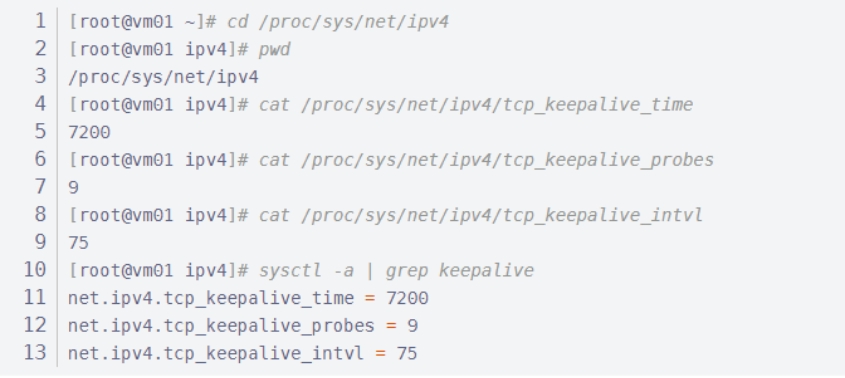 1 [root@vm01 ~]# cd /proc/sys/net/ipv4
2 [root@vm01 ipv4]# pwd
3 /proc/sys/net/ipv4
4 [root@vm01 ipv4]# cat /proc/sys/net/ipv4/tcp_keepalive_time
5 7200
6 [root@vm01 ipv4]# cat /proc/sys/net/ipv4/tcp_keepalive_probes
7 9
8 [root@vm01 ipv4]# cat /proc/sys/net/ipv4/tcp_keepalive_intvl
9 75
10 [root@vm01 ipv4]# sysctl -a | grep keepalive
11 net.ipv4.tcp_keepalive_time = 7200
12 net.ipv4.tcp_keepalive_probes = 9
13 net.ipv4.tcp_keepalive_intvl = 75